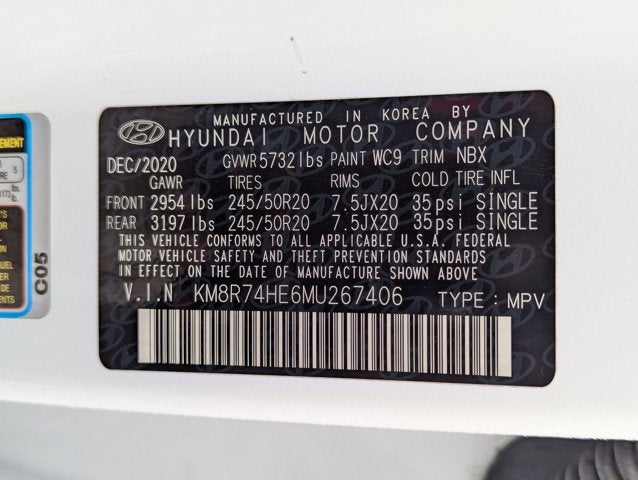 MANUFACTURED IN KOREA BY
HYUNDAI MOTOR COMPANY
DEC/2020 GVWR 5732 lbs PAINT WC9 TRIM NBX
GAWR TIRES RIMS COLD TIRE INFL
FRONT 2954 lbs 245/50R20 7.5JX20 35psi SINGLE
REAR 3197 lbs 245/50R20 7.5JX20 35psi SINGLE
THIS VEHICLE CONFORMS TO ALL APPLICABLE U.S.A. FEDERAL
MOTOR VEHICLE SAFETY AND THEFT PREVENTION STANDARDS
IN EFFECT ON THE DATE OF MANUFACTURE SHOWN ABOVE.
V.I.N KM8R74HE6MU267406 TYPE : MPV
C05